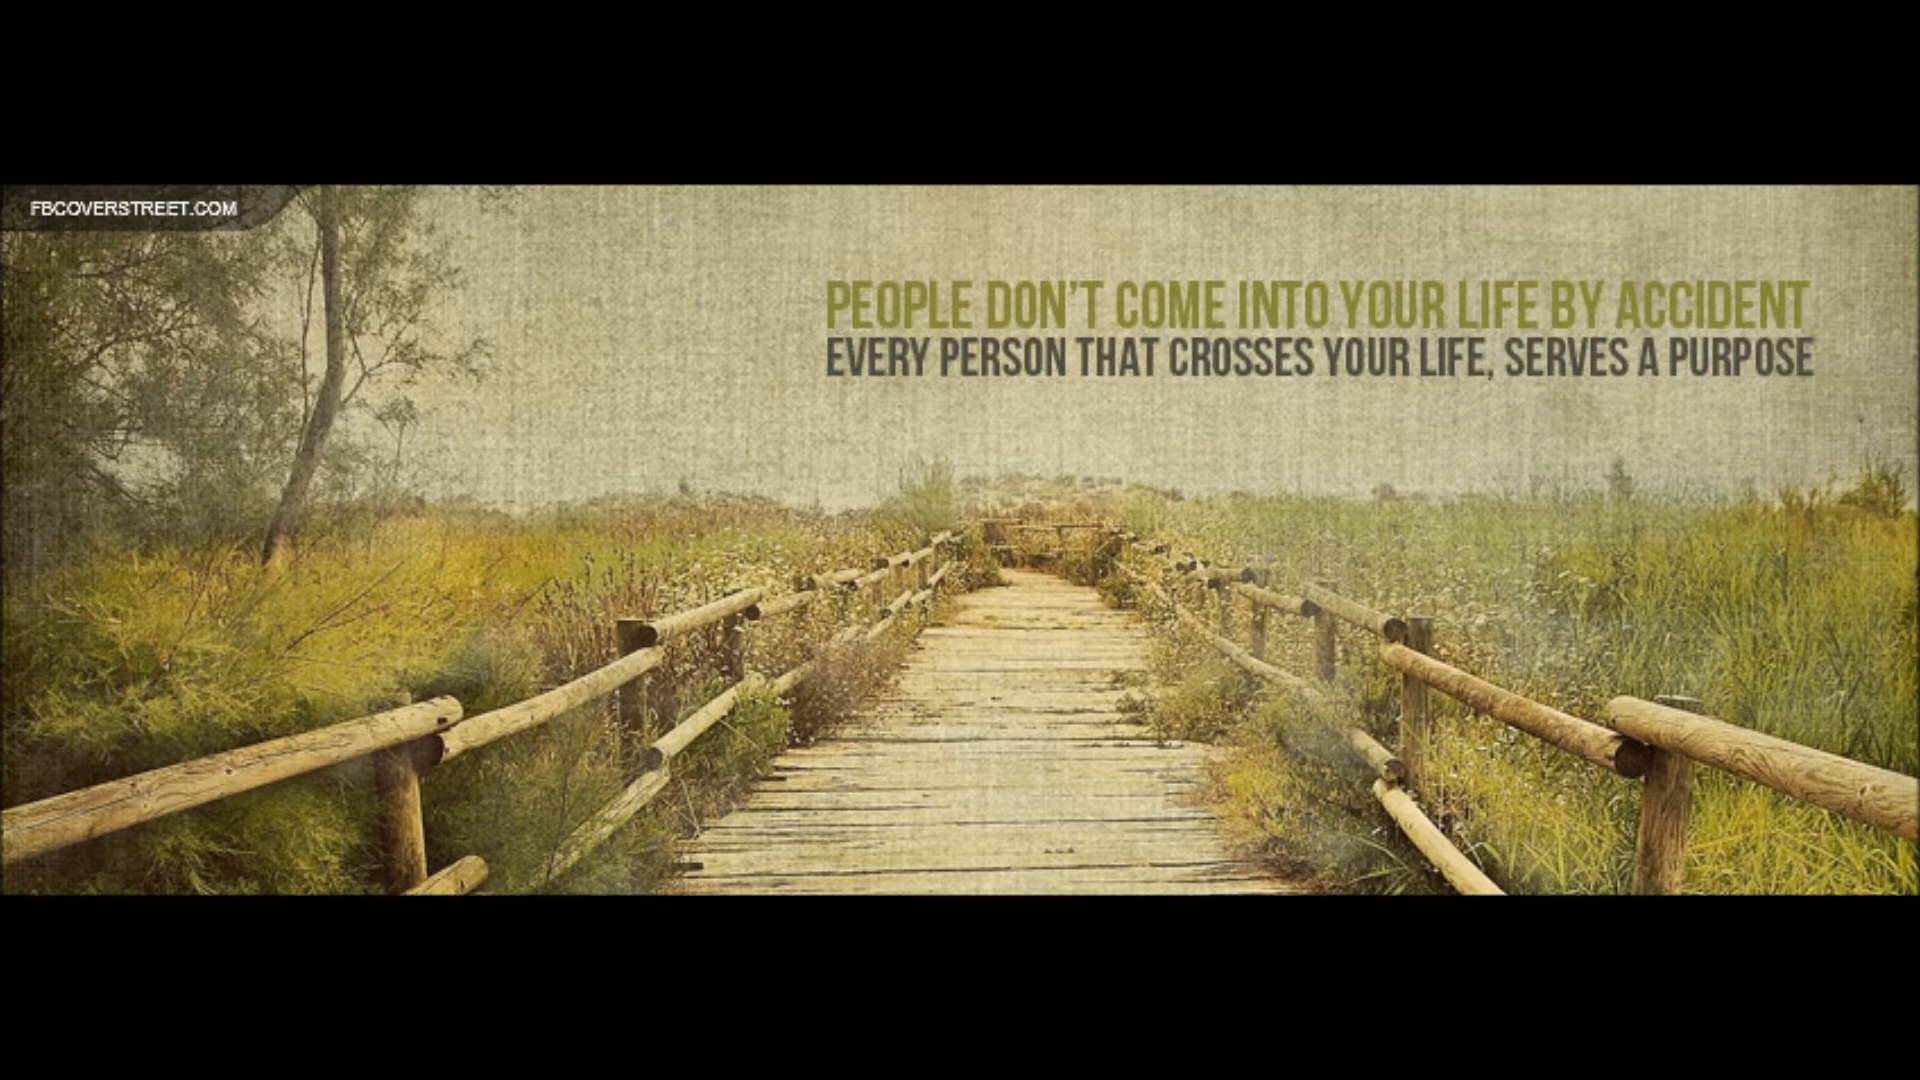 FBCOVERSTREET.COM
PEOPLE DON'T COME INTO YOUR LIFE BY ACCIDENT
EVERY PERSON THAT CROSSES YOUR LIFE, SERVES A PURPOSE